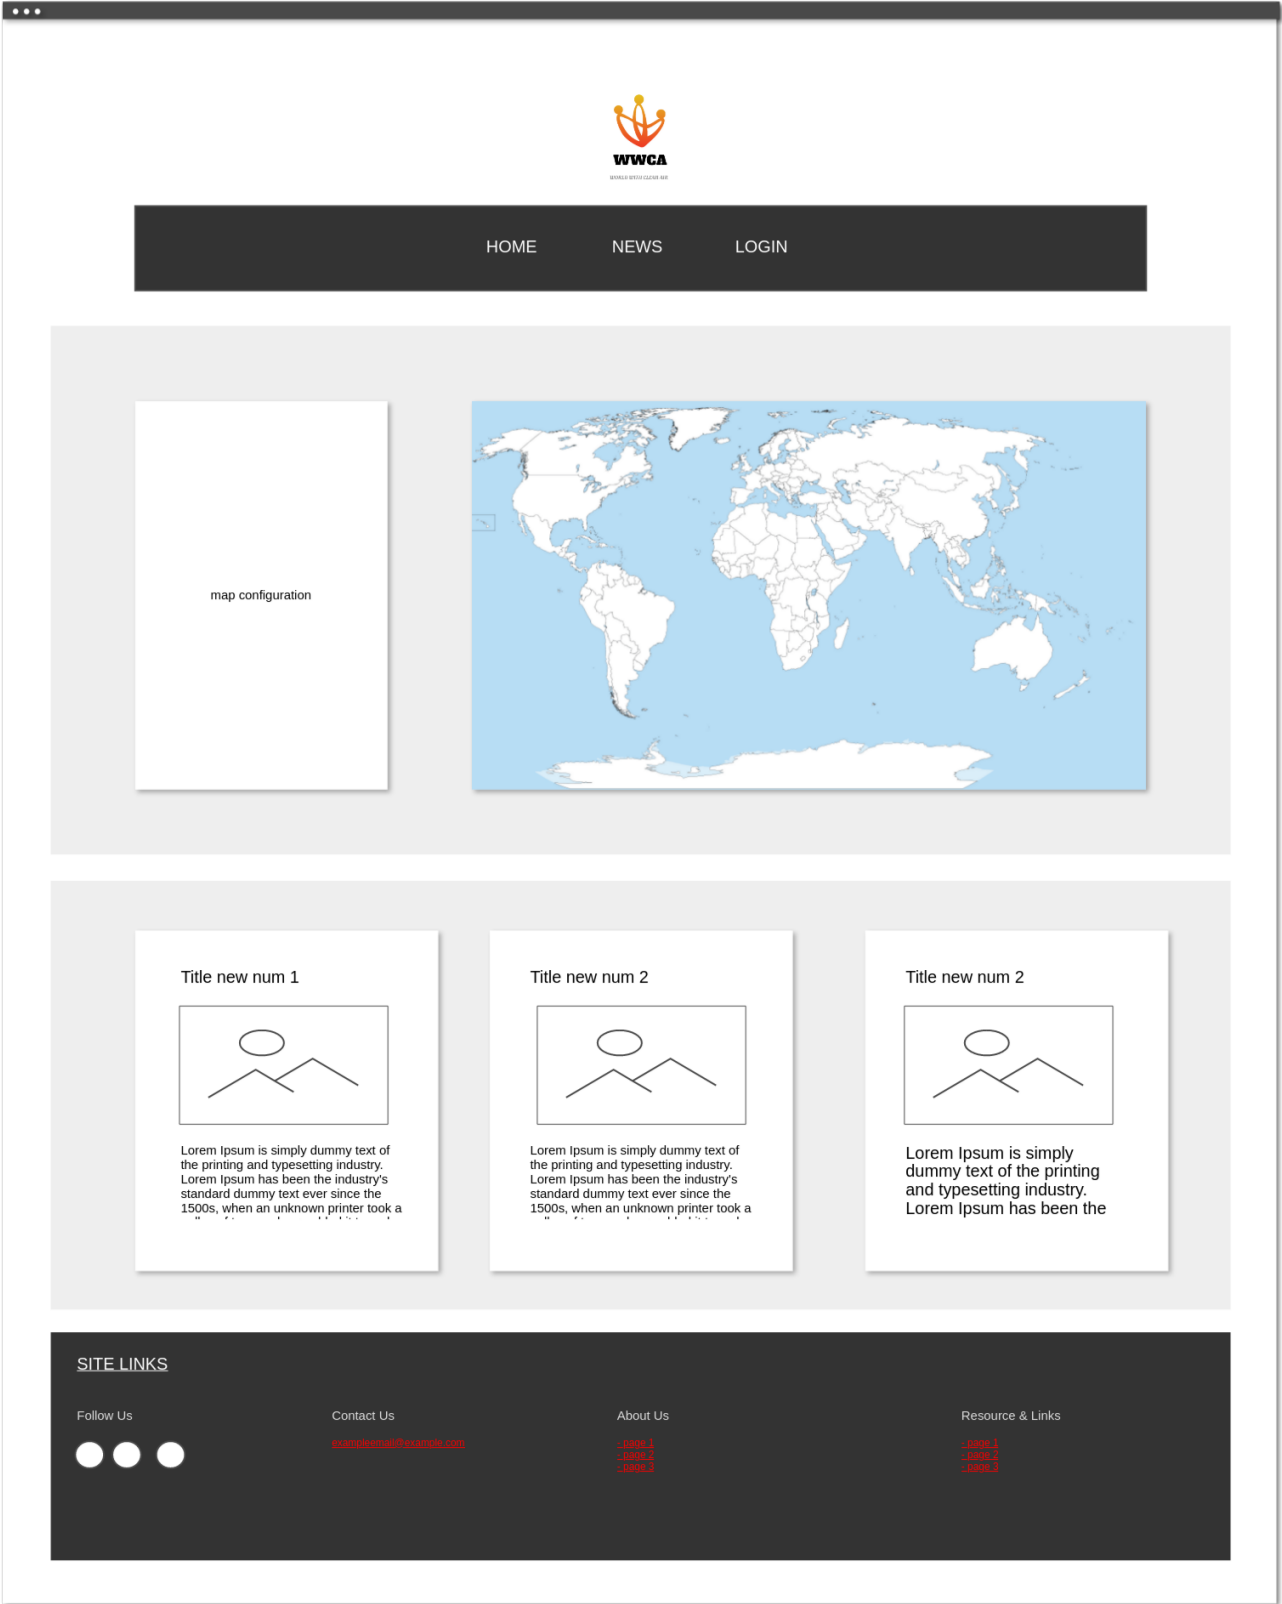 WWCA
WORLD WITH CLEAN AIR
HOME NEWS LOGIN
map configuration
Title new num 1
Lorem Ipsum is simply dummy text of
the printing and typesetting industry.
Lorem Ipsum has been the industry's
standard dummy text ever since the
1500s, when an unknown printer took a
Title new num 2
Lorem Ipsum is simply dummy text of
the printing and typesetting industry.
Lorem Ipsum has been the industry's
standard dummy text ever since the
1500s, when an unknown printer took a
Title new num 2
Lorem Ipsum is simply
dummy text of the printing
and typesetting industry.
Lorem Ipsum has been the
SITE LINKS
Follow Us
Contact Us
exampleemail@example.com
About Us
- page 1
- page 2
- page 3
Resource & Links
- page 1
- page 2
- page 3